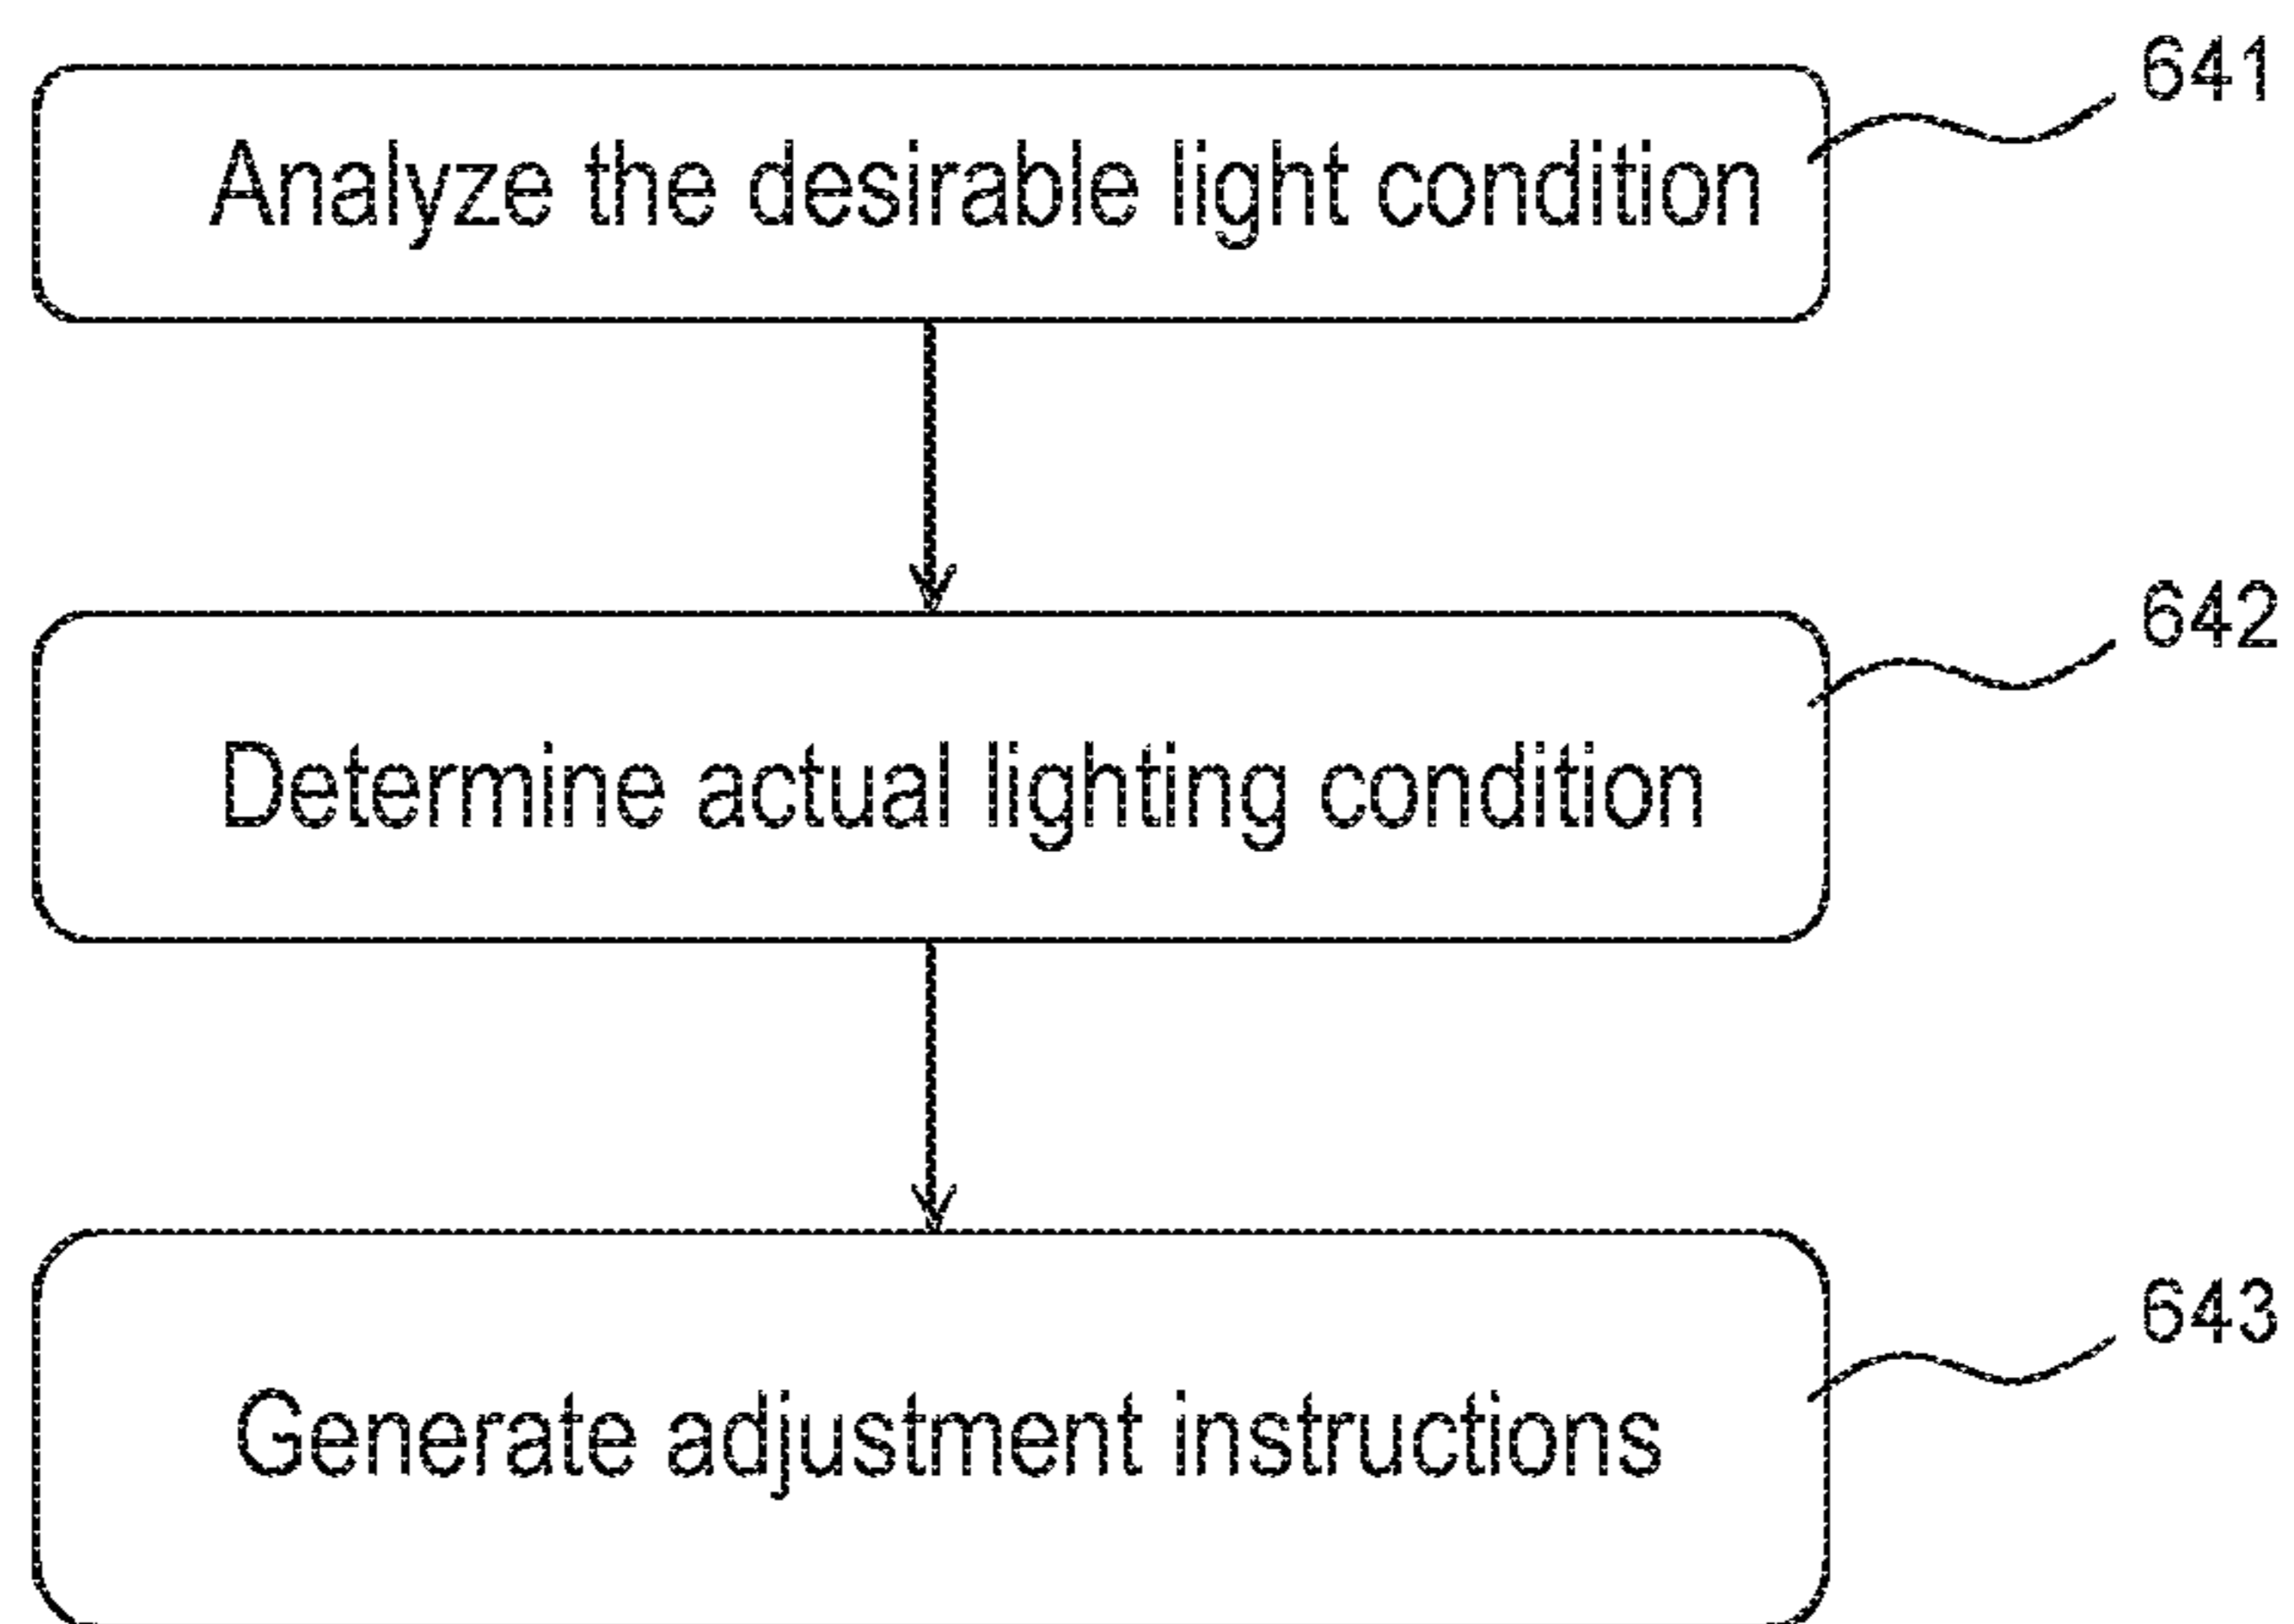 641
Analyze the desirable light condition
642
Determine actual lighting condition
643
Generate adjustment instructions